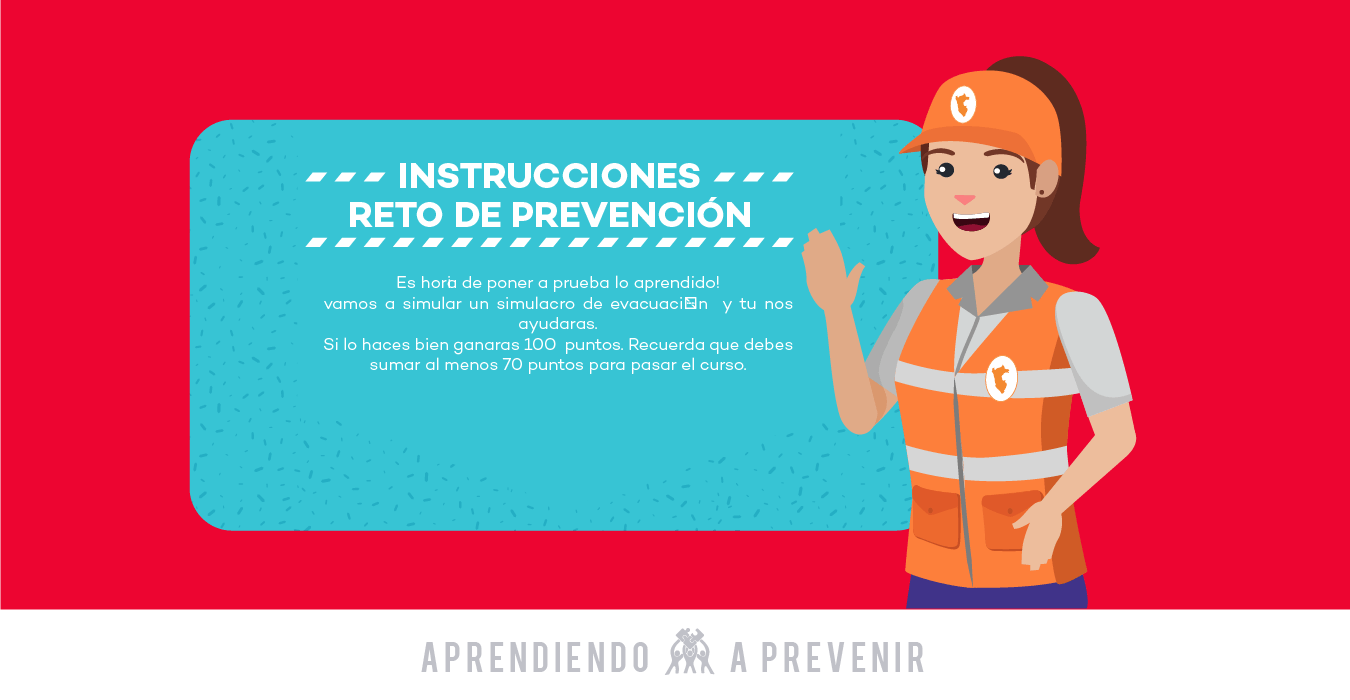 INSTRUCCIONES
RETO DE PREVENCIÓN
Es hora de poner a prueba lo aprendido!
vamos a simular un simulacro de evacuaci☒n y tu nos
ayudaras.
Si lo haces bien ganaras 100 puntos. Recuerda que debes
sumar al menos 70 puntos para pasar el curso.
APRENDIENDO A PREVENIR